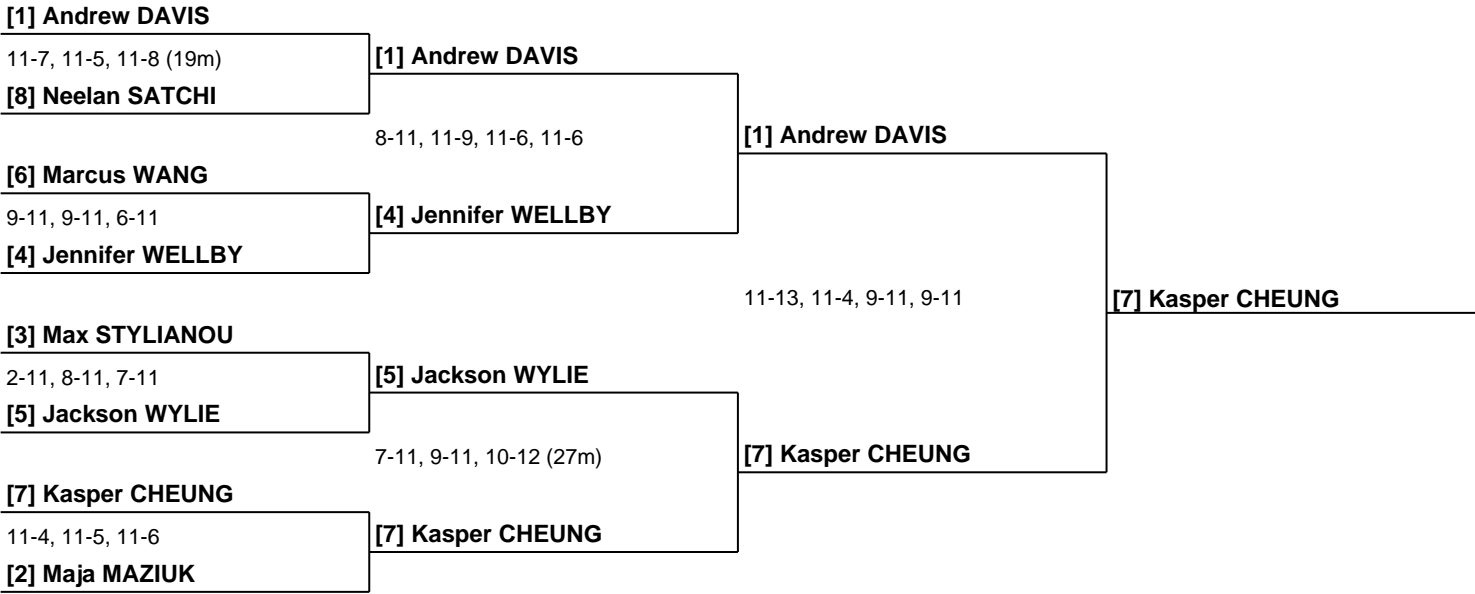 [1] Andrew DAVIS
11-7, 11-5, 11-8 (19m)
[8] Neelan SATCHI
[6] Marcus WANG
9-11, 9-11, 6-11
[4] Jennifer WELLBY
[3] Max STYLIANOU
2-11, 8-11, 7-11
[5] Jackson WYLIE
[7] Kasper CHEUNG
11-4, 11-5, 11-6
[2] Maja MAZIUK
[1] Andrew DAVIS
8-11, 11-9, 11-6, 11-6
[4] Jennifer WELLBY
[5] Jackson WYLIE
7-11, 9-11, 10-12 (27m)
[7] Kasper CHEUNG
[1] Andrew DAVIS
11-13, 11-4, 9-11, 9-11
[7] Kasper CHEUNG
[7] Kasper CHEUNG